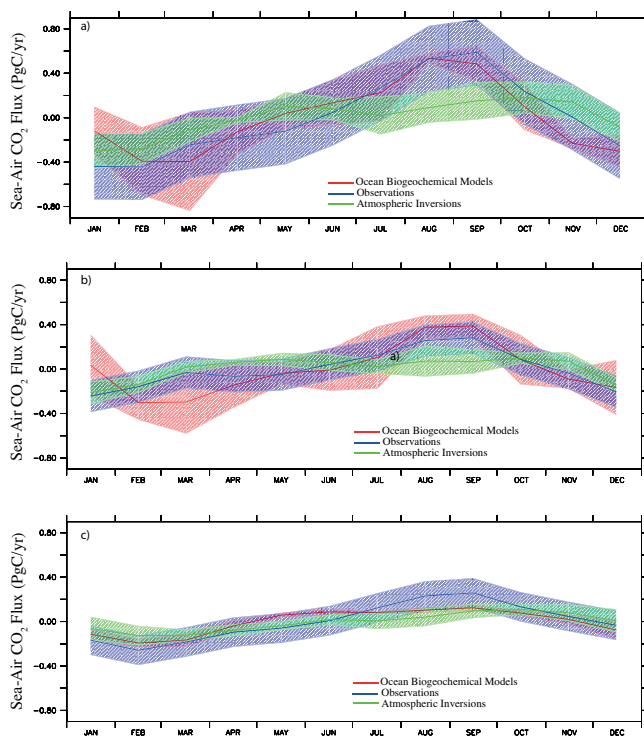 a)
Sea-Air CO2 Flux (PgC/yr)
0.80
0.40
0.00
-0.40
-0.80
Ocean Biogeochemical Models
Observations
Atmospheric Inversions
JAN FEB MAR APR MAY JUN JUL AUG SEP OCT NOV DEC
b)
Sea-Air CO2 Flux (PgC/yr)
0.80
0.40
0.00
-0.40
-0.80
a)
Ocean Biogeochemical Models
Observations
Atmospheric Inversions
JAN FEB MAR APR MAY JUN JUL AUG SEP OCT NOV DEC
c)
Sea-Air CO2 Flux (PgC/yr)
0.80
0.40
0.00
-0.40
-0.80
Ocean Biogeochemical Models
Observations
Atmospheric Inversions
JAN FEB MAR APR MAY JUN JUL AUG SEP OCT NOV DEC